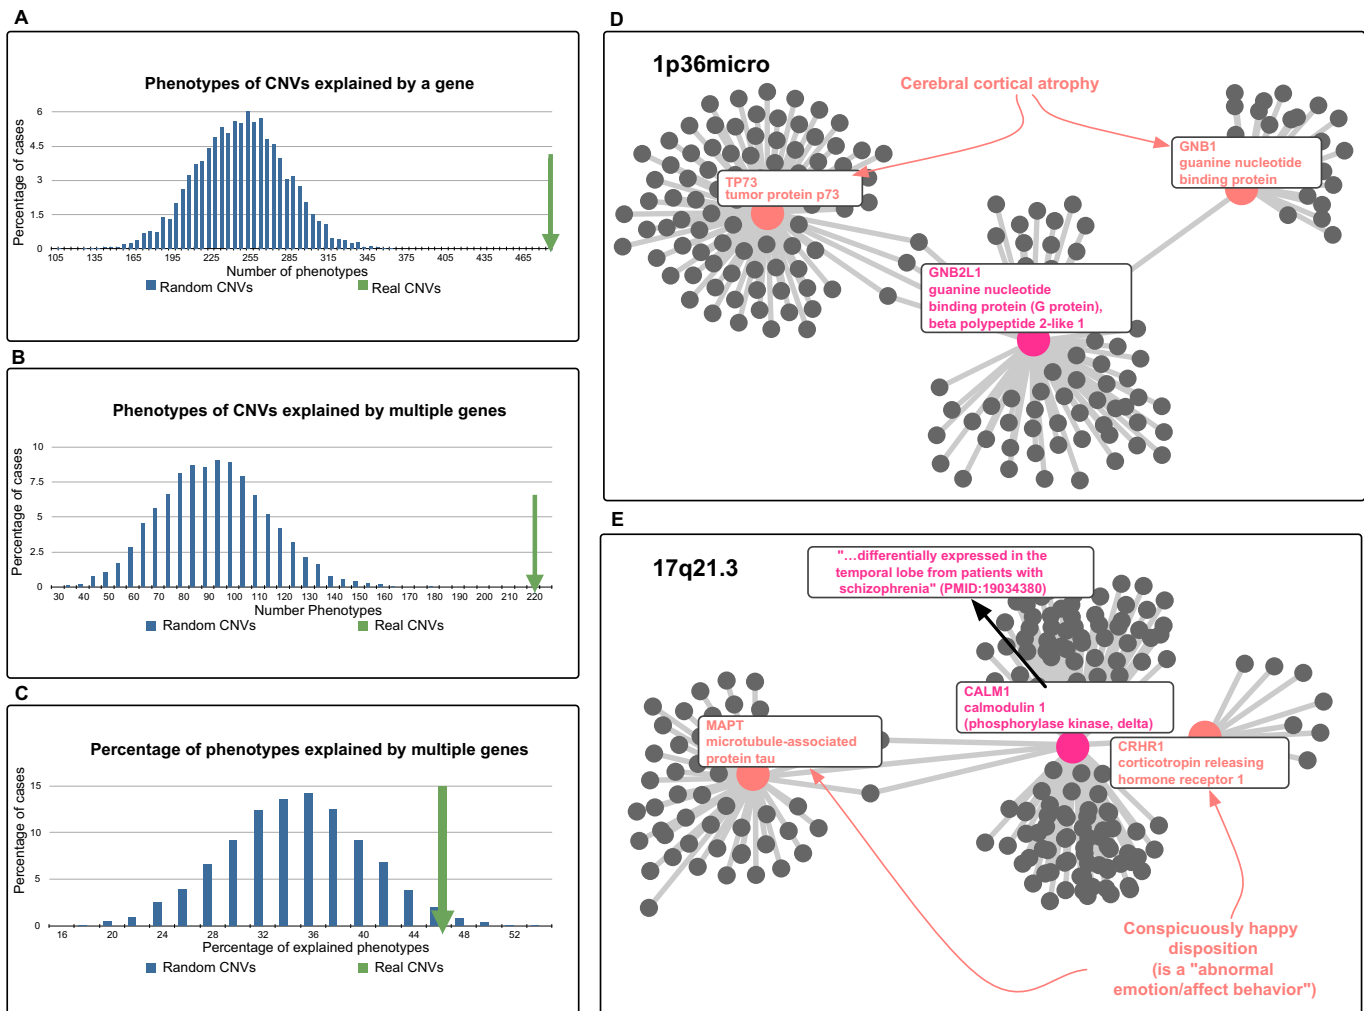 A
Phenotypes of CNVs explained by a gene
Percentage of cases
6
4.5
3
1.5
0
105 135 165 195 225 255 285 315 345 375 405 435 465
Number of phenotypes
Random CNVs Real CNVs
B
Phenotypes of CNVs explained by multiple genes
Percentage of cases
10
7.5
5
2.5
0
30 40 50 60 70 80 90 100 110 120 130 140 150 160 170 180 190 200 210 220
Number Phenotypes
Random CNVs Real CNVs
C
Percentage of phenotypes explained by multiple genes
Percentage of cases
15
10
5
0
16 20 24 28 32 36 40 44 48 52
Percentage of explained phenotypes
Random CNVs Real CNVs
D
1p36micro
Cerebral cortical atrophy
TP73
tumor protein p73
GNB1
guanine nucleotide
binding protein
GNB2L1
guanine nucleotide
binding protein (G protein),
beta polypeptide 2-like 1
E
17q21.3
"...differentially expressed in the
temporal lobe from patients with
schizophrenia" (PMID:19034380)
CALM1
calmodulin 1
(phosphorylase kinase, delta)
MAPT
microtubule-associated
protein tau
CRHR1
corticotropin releasing
hormone receptor 1
Conspicuously happy
disposition
(is a "abnormal
emotion/affect behavior")